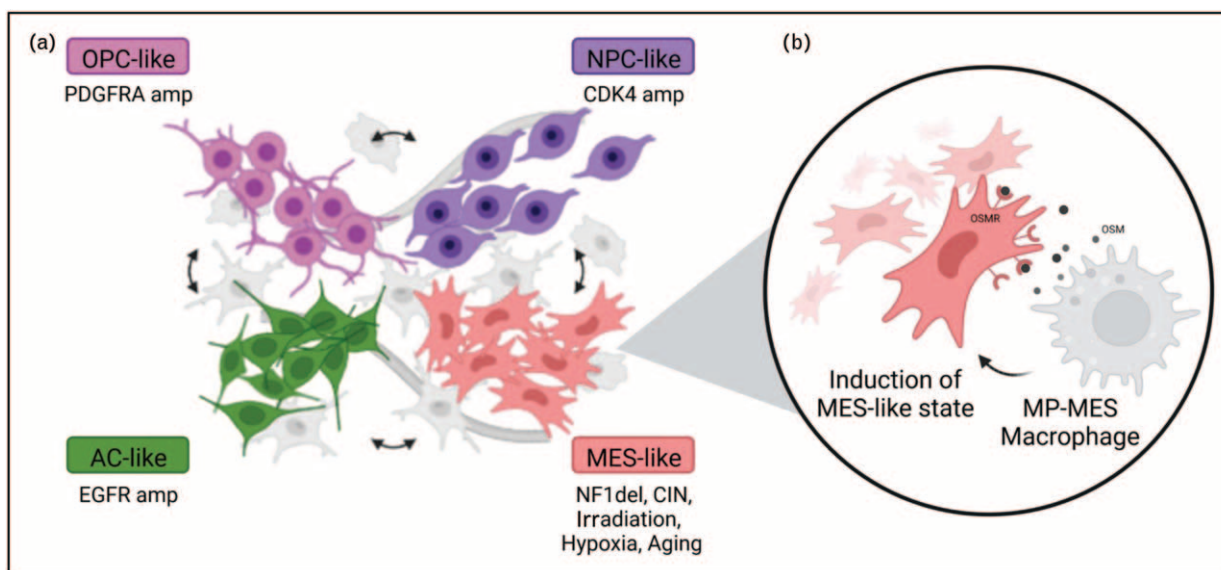 (a)
OPC-like
PDGFRA amp
NPC-like
CDK4 amp
AC-like
EGFR amp
MES-like
NF1del, CIN,
Irradiation,
Hypoxia, Aging
(b)
OSMR
OSM
Induction of
MES-like state
MP-MES
Macrophage